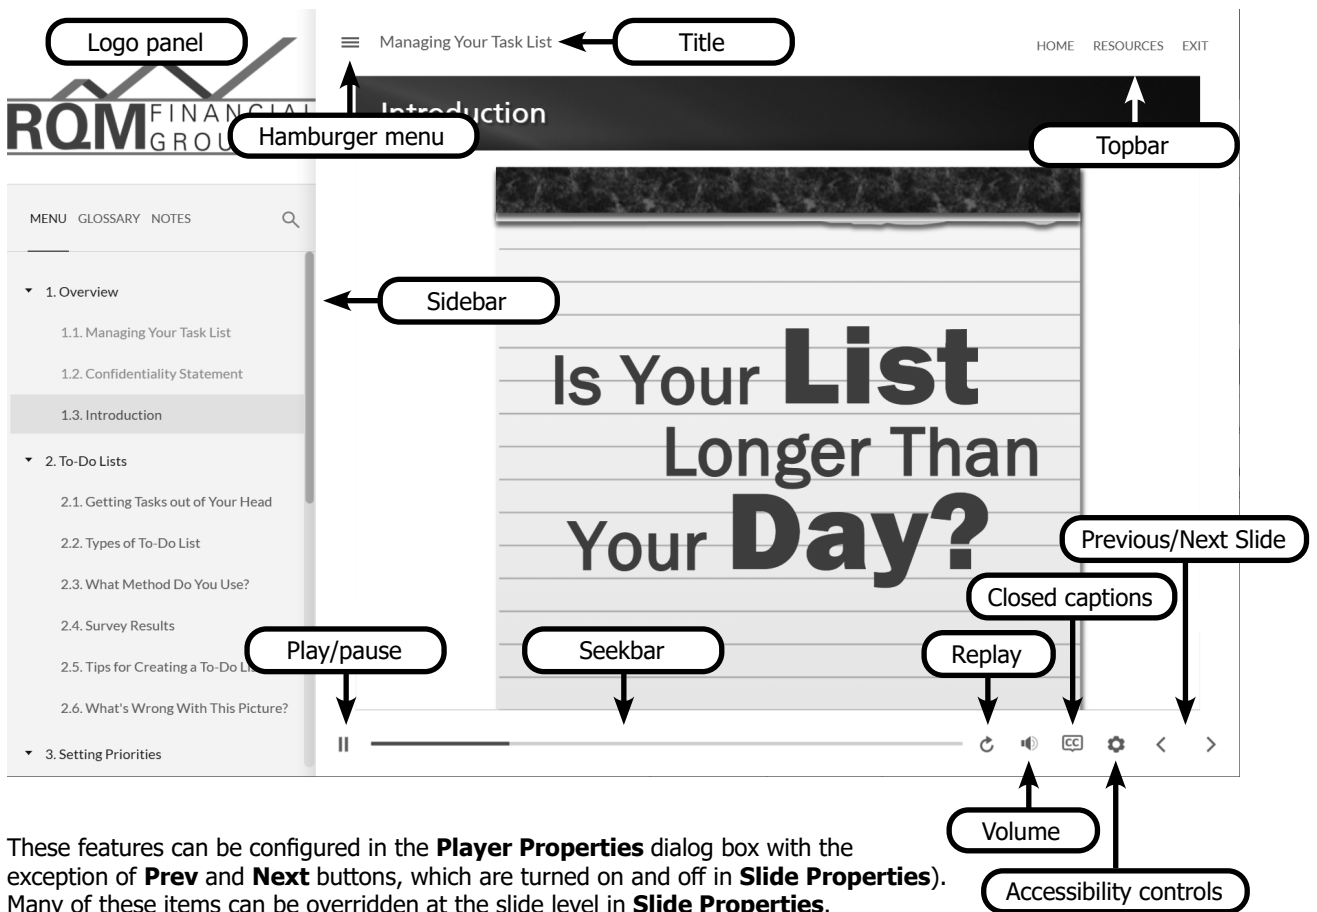 Logo panel
Managing Your Task List
Title
HOME RESOURCES EXIT
RQM FINANCIAL
GROU
Introduction
Hamburger menu
Topbar
MENU GLOSSARY NOTES
1. Overview
Sidebar
1.1. Managing Your Task List
1.2. Confidentiality Statement
1.3. Introduction
2. To-Do Lists
2.1. Getting Tasks out of Your Head
2.2. Types of To-Do List
2.3. What Method Do You Use?
2.4. Survey Results
2.5. Tips for Creating a To-Do L
2.6. What's Wrong With This Picture?
3. Setting Priorities
Is Your List
Longer Than
Your Day?
Previous/Next Slide
Closed captions
Play/pause
Seekbar
Replay
CC
Volume
Accessibility controls
These features can be configured in the Player Properties dialog box with the
exception of Prev and Next buttons, which are turned on and off in Slide Properties).
Many of these items can be overridden at the slide level in Slide Properties.